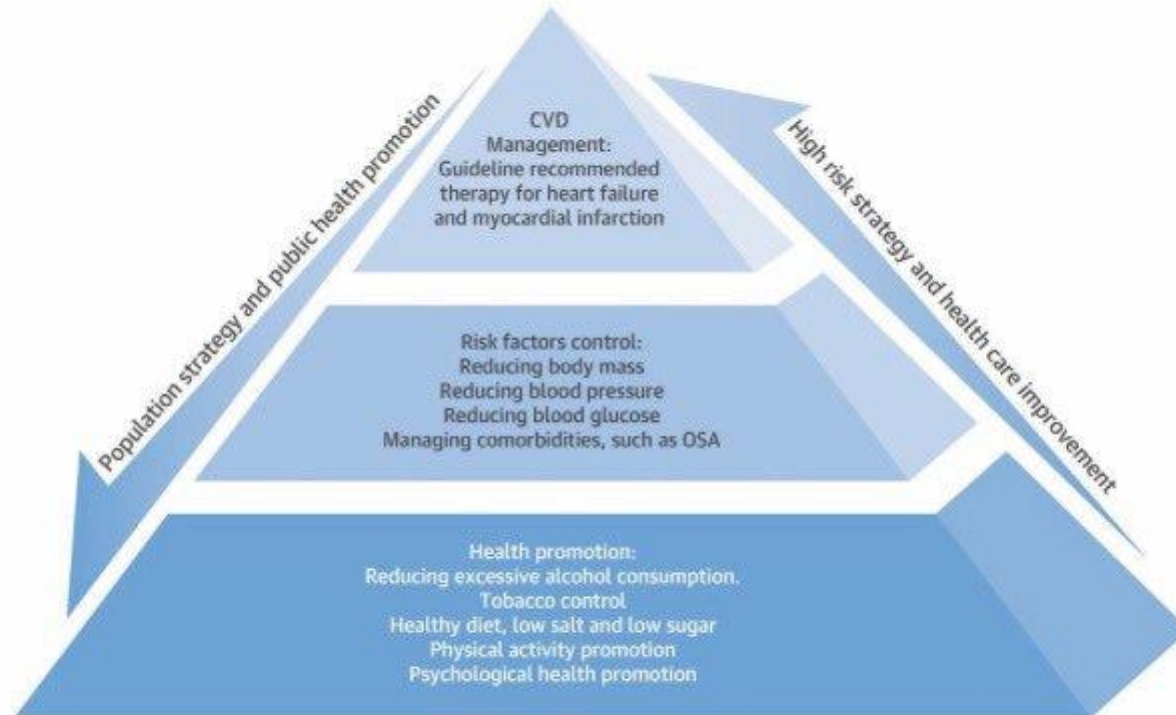 Population strategy and public health promotion
High risk strategy and health care improvement
CVD
Management:
Guideline recommended
therapy for heart failure
and myocardial infarction
Risk factors control:
Reducing body mass
Reducing blood pressure
Reducing blood glucose
Managing comorbidities, such as OSA
Health promotion:
Reducing excessive alcohol consumption.
Tobacco control
Healthy diet, low salt and low sugar
Physical activity promotion
Psychological health promotion